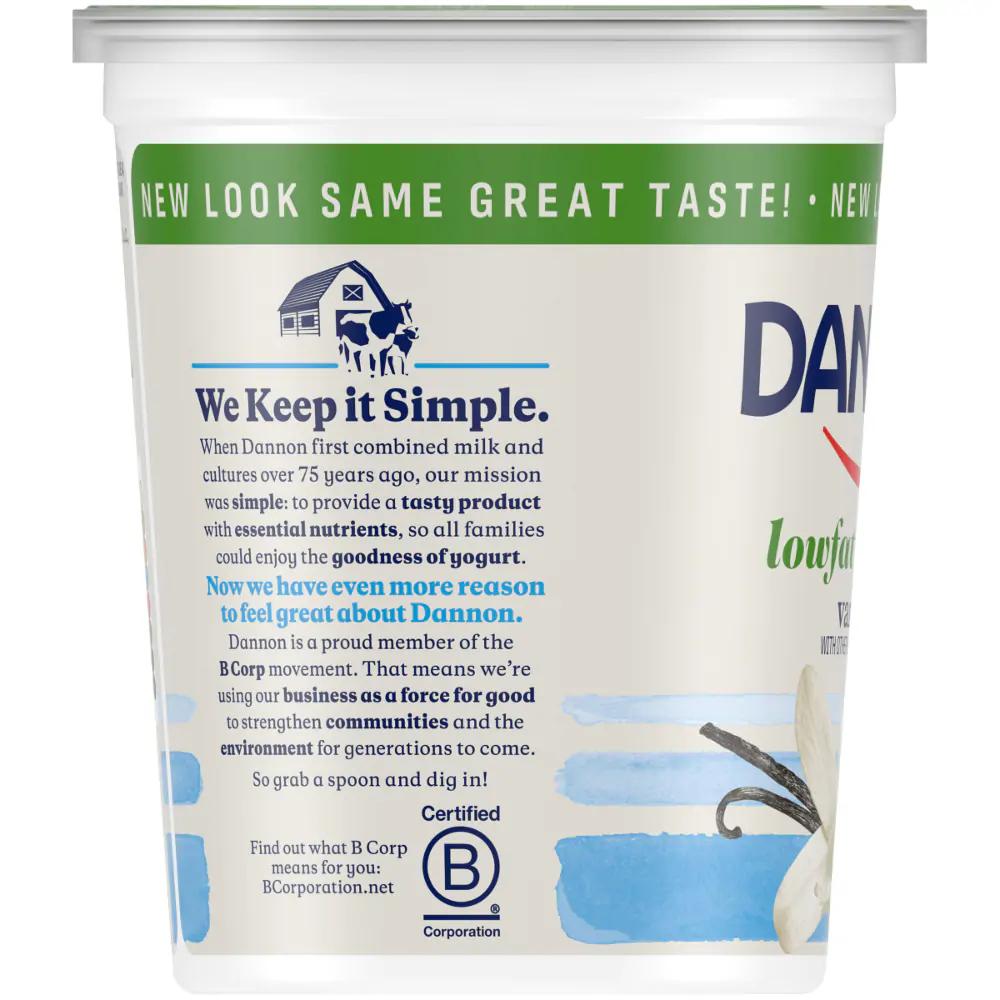 NEW LOOK SAME GREAT TASTE! • NEW
We Keep it Simple.
When Dannon first combined milk and
cultures over 75 years ago, our mission
was simple: to provide a tasty product
with essential nutrients, so all families
could enjoy the goodness of yogurt.
Now we have even more reason
to feel great about Dannon.
Dannon is a proud member of the
B Corp movement. That means we're
using our business as a force for good
to strengthen communities and the
environment for generations to come.
So grab a spoon and dig in!
Find out what B Corp
means for you:
BCorporation.net
Certified
B
®
Corporation
DAN
lowfat
WITH